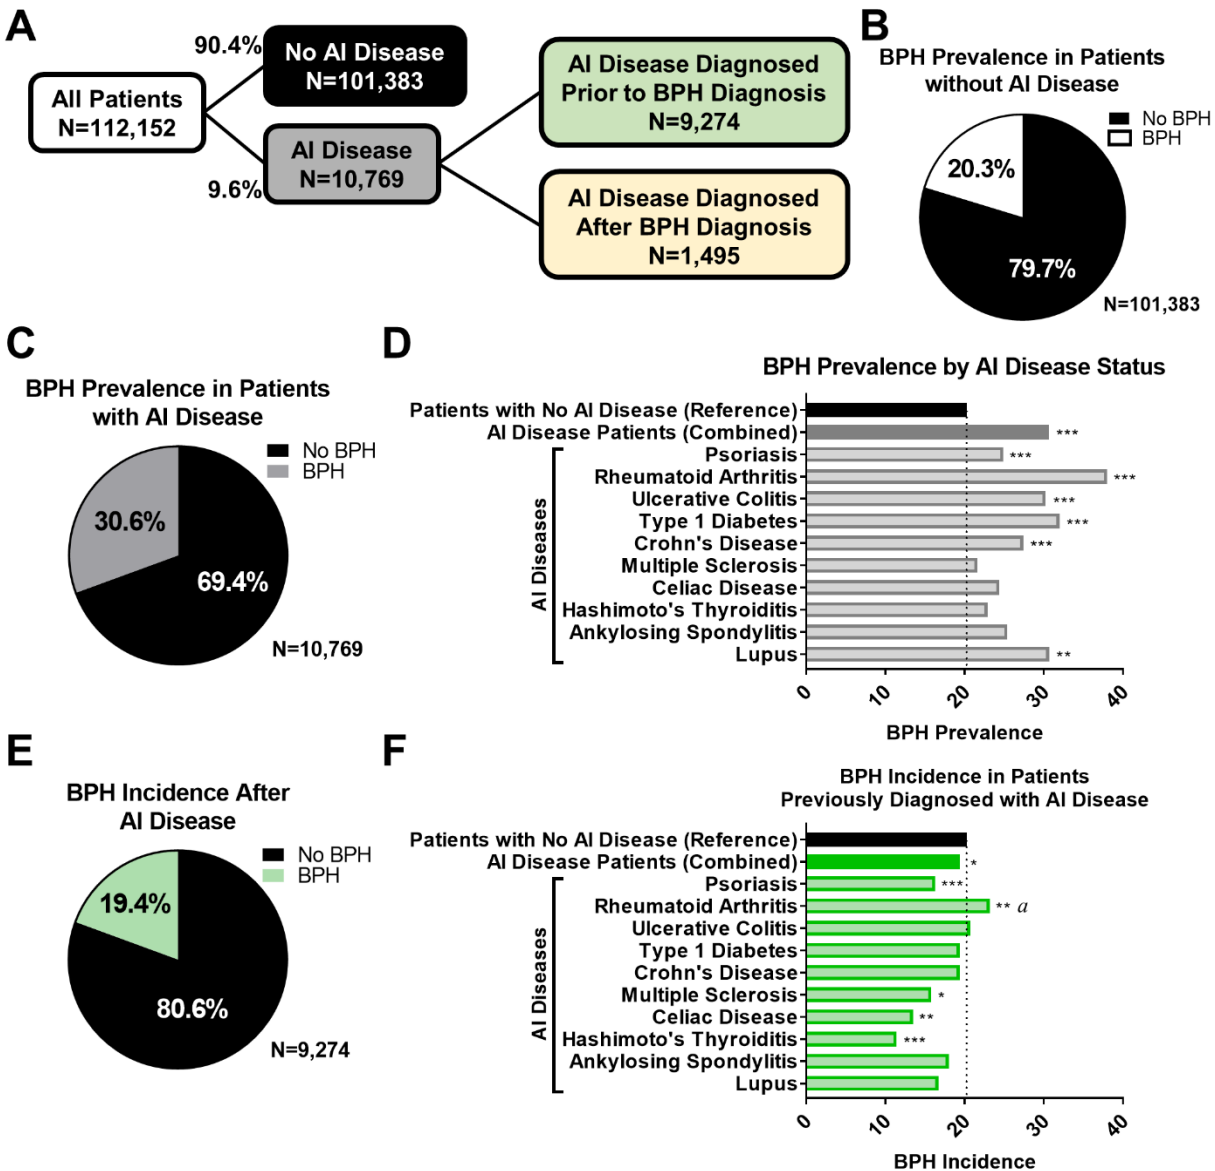 A
All Patients
N=112,152
90.4%
9.6%
No AI Disease
N=101,383
AI Disease
N=10,769
AI Disease Diagnosed
Prior to BPH Diagnosis
N=9,274
AI Disease Diagnosed
After BPH Diagnosis
N=1,495
B
BPH Prevalence in Patients
without AI Disease
No BPH
BPH
20.3%
79.7%
N=101,383
C
BPH Prevalence in Patients
with AI Disease
No BPH
BPH
30.6%
69.4%
N=10,769
D
BPH Prevalence by AI Disease Status
Patients with No AI Disease (Reference)
AI Disease Patients (Combined) ***
AI Diseases
Psoriasis ***
Rheumatoid Arthritis ***
Ulcerative Colitis ***
Type 1 Diabetes ***
Crohn's Disease ***
Multiple Sclerosis
Celiac Disease
Hashimoto's Thyroiditis
Ankylosing Spondylitis
Lupus **
0 10 20 30 40
BPH Prevalence
E
BPH Incidence After
AI Disease
No BPH
BPH
19.4%
80.6%
N=9,274
F
BPH Incidence in Patients
Previously Diagnosed with AI Disease
Patients with No AI Disease (Reference)
AI Disease Patients (Combined) *
AI Diseases
Psoriasis ***
Rheumatoid Arthritis ** a
Ulcerative Colitis
Type 1 Diabetes
Crohn's Disease
Multiple Sclerosis *
Celiac Disease **
Hashimoto's Thyroiditis ***
Ankylosing Spondylitis
Lupus
0 10 20 30 40
BPH Incidence